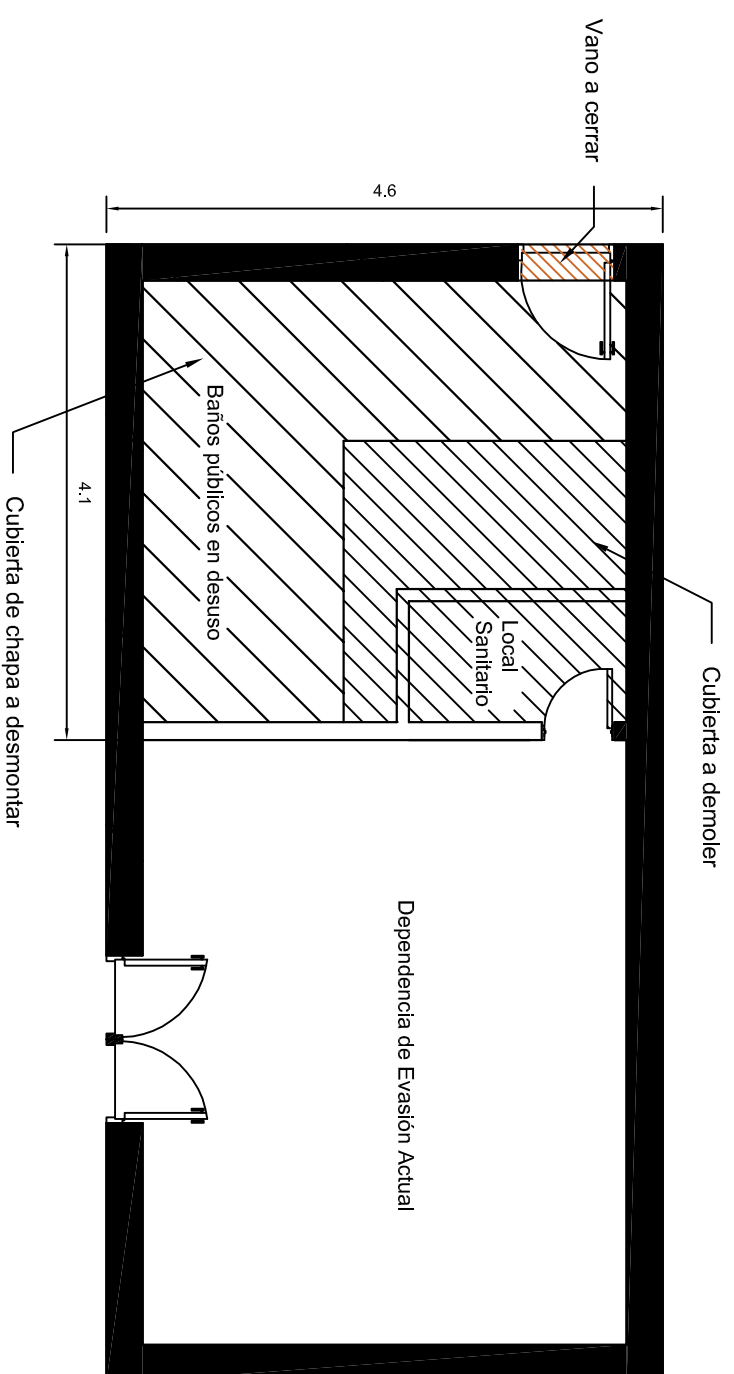 Vano a cerrar
4.6
Baños públicos en desuso
4.1
Cubierta de chapa a desmontar
Local
Sanitario
Cubierta a demoler
Dependencia de Evasión Actual